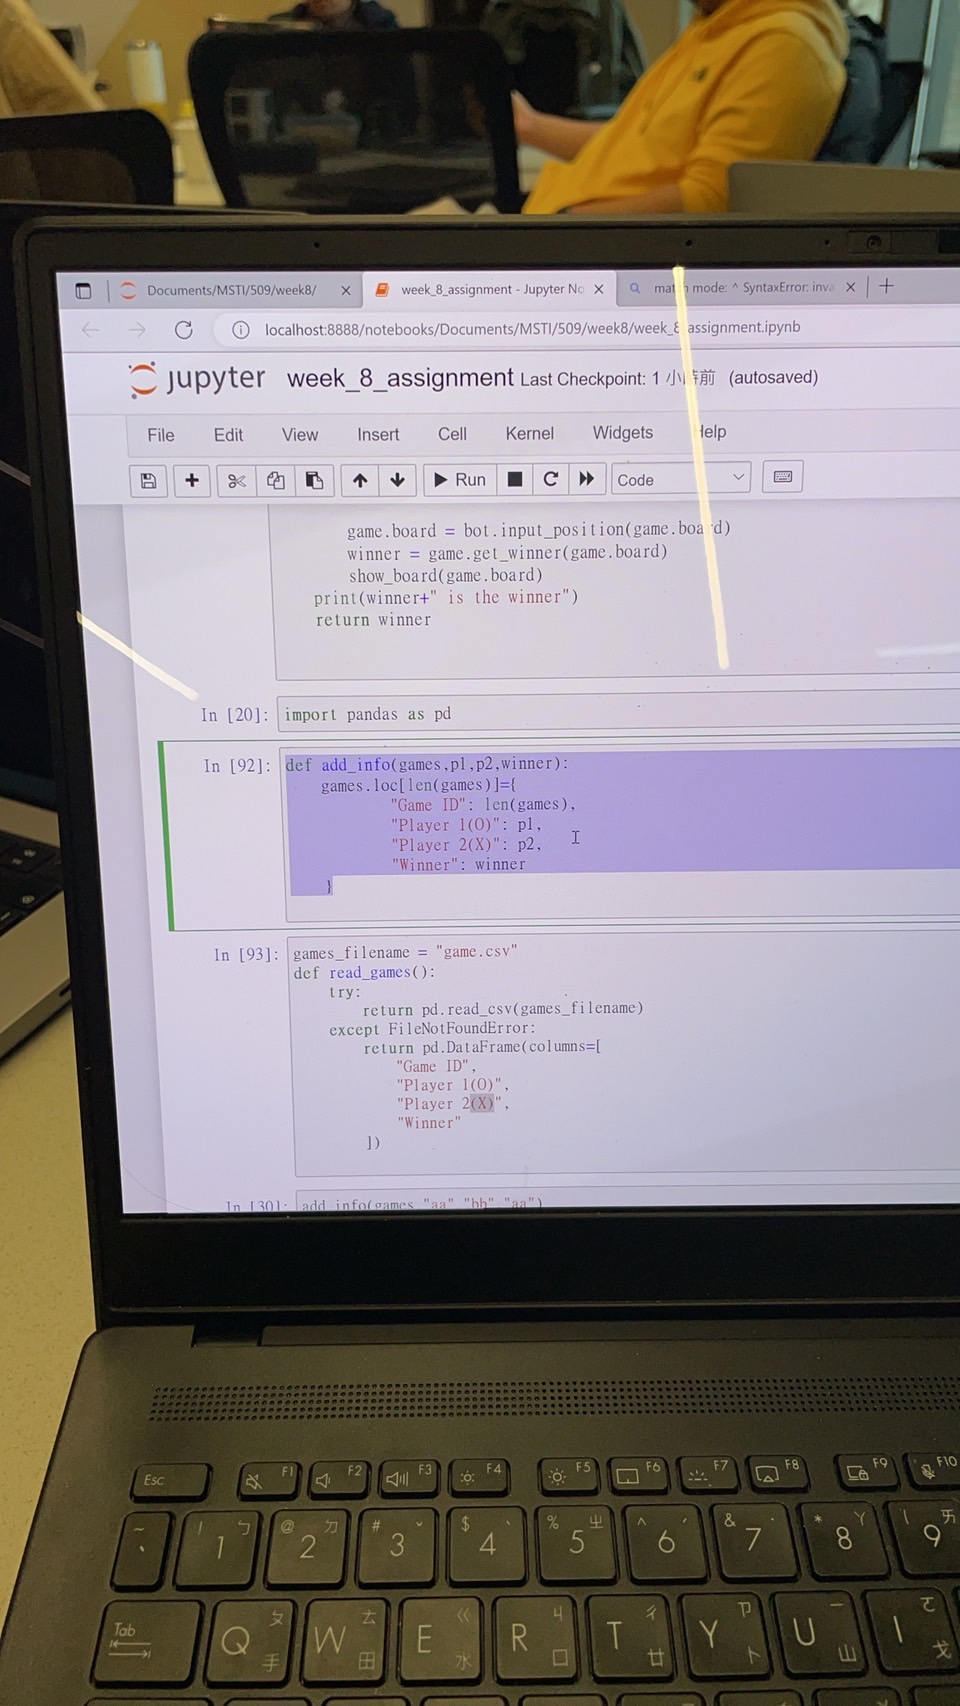 Documents/MSTI/509/week8/
week_8_assignment - Jupyter No
mode: ^ SyntaxError: inva
localhost:8888/notebooks/Documents/MSTI/509/week8/week_8_assignment.ipynb
jupyter week_8_assignment Last Checkpoint: 1 小時前 (autosaved)
File Edit View Insert Cell Kernel Widgets Help
Run Code
game.board = bot.input_position(game.board)
winner = game.get_winner(game.board)
show_board(game.board)
print(winner+" is the winner")
return winner
In [20]: import pandas as pd
In [92]: def add_info(games,p1,p2,winner):
games.loc[len(games)]={
"Game ID": len(games),
"Player 1(O)": p1,
"Player 2(X)": p2,
"Winner": winner
}
In [93]: games_filename = "game.csv"
def read_games():
try:
return pd.read_csv(games_filename)
except FileNotFoundError:
return pd.DataFrame(columns=[
"Game ID",
"Player 1(O)",
"Player 2(X)",
"Winner"
])
In [30]: add_info(games,"aa","bb","aa")
Esc F1 F2 F3 F4 F5 F6 F7 F8 F9 F10
~ ` ! 1 ㄅ @ 2 ㄉ # 3 ˇ $ 4 ˋ % 5 ㄓ ^ 6 ˊ & 7 ˙ * 8 ㄚ ( 9 ㄞ
Tab Q ㄆ 手 W ㄊ 田 E ㄍ 水 R ㄐ 口 T ㄔ 廿 Y ㄗ 卜 U ㄧ 山 I ㄛ 戈